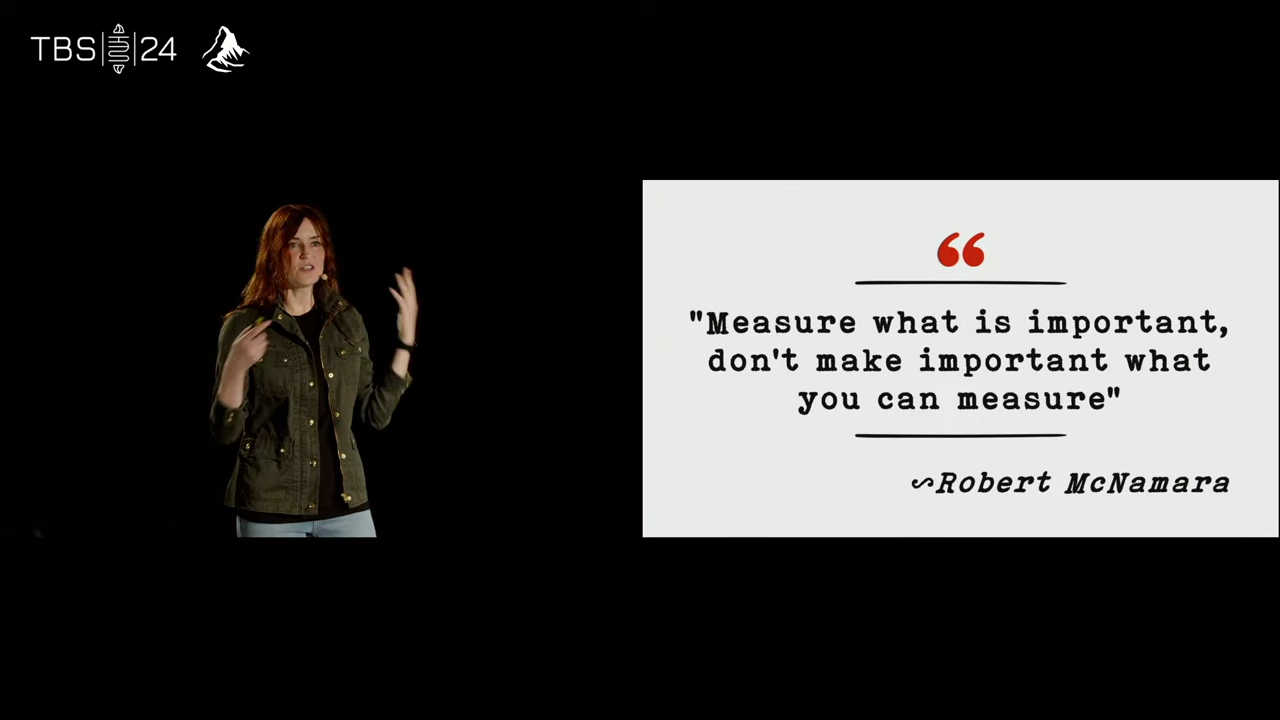 TBS 24
"Measure what is important,
don't make important what
you can measure"
~Robert McNamara